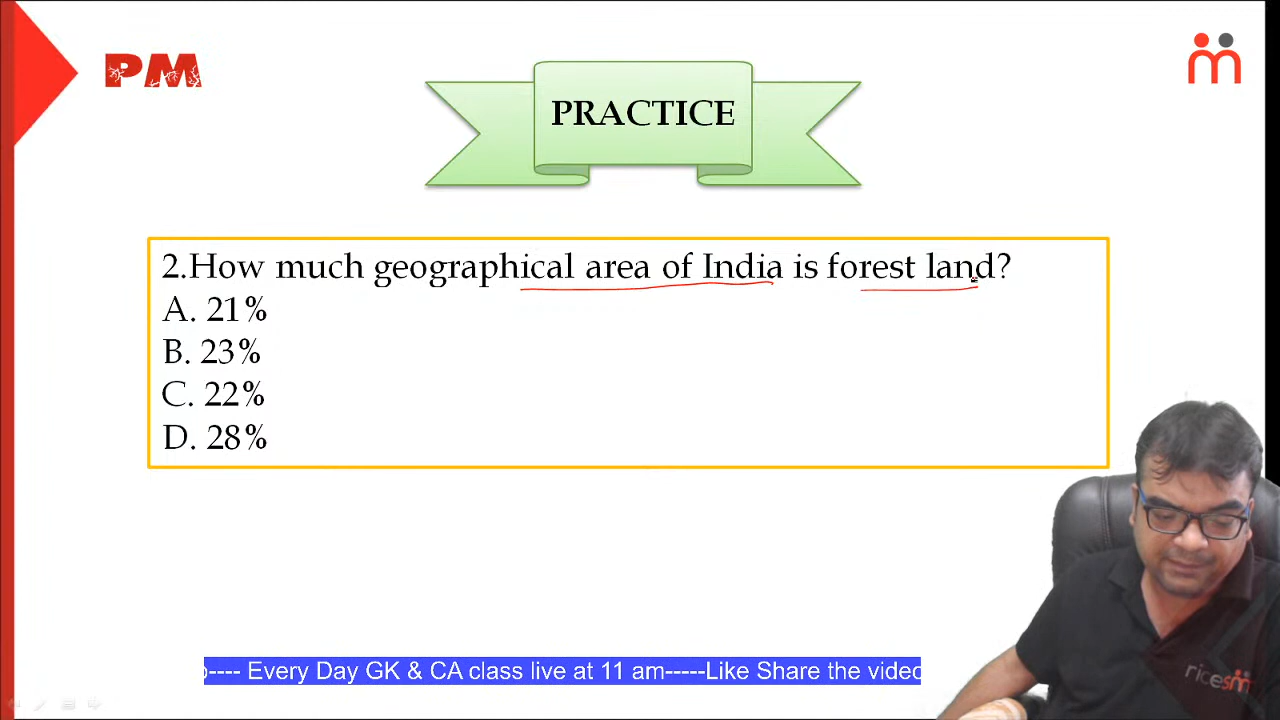 PM
PRACTICE
2.How much geographical area of India is forest land?
A. 21%
B. 23%
C. 22%
D. 28%
---- Every Day GK & CA class live at 11 am-----Like Share the video